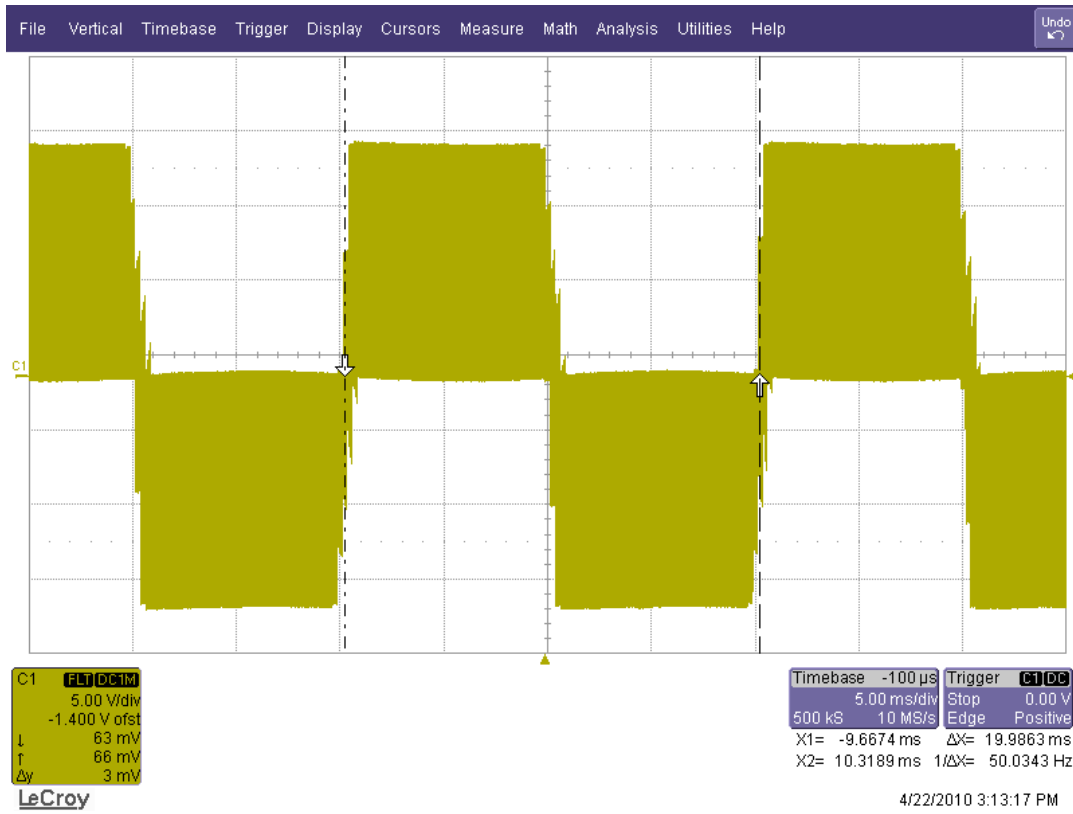 File Vertical Timebase Trigger Display Cursors Measure Math Analysis Utilities Help Undo
C1
C1 FLT DC1M
5.00 V/div
-1.400 V ofst
↓ 63 mV
↑ 66 mV
Δy 3 mV
LeCroy
Timebase -100 µs
5.00 ms/div
500 kS 10 MS/s
Trigger C1 DC
Stop 0.00 V
Edge Positive
X1= -9.6674 ms ΔX= 19.9863 ms
X2= 10.3189 ms 1/ΔX= 50.0343 Hz
4/22/2010 3:13:17 PM